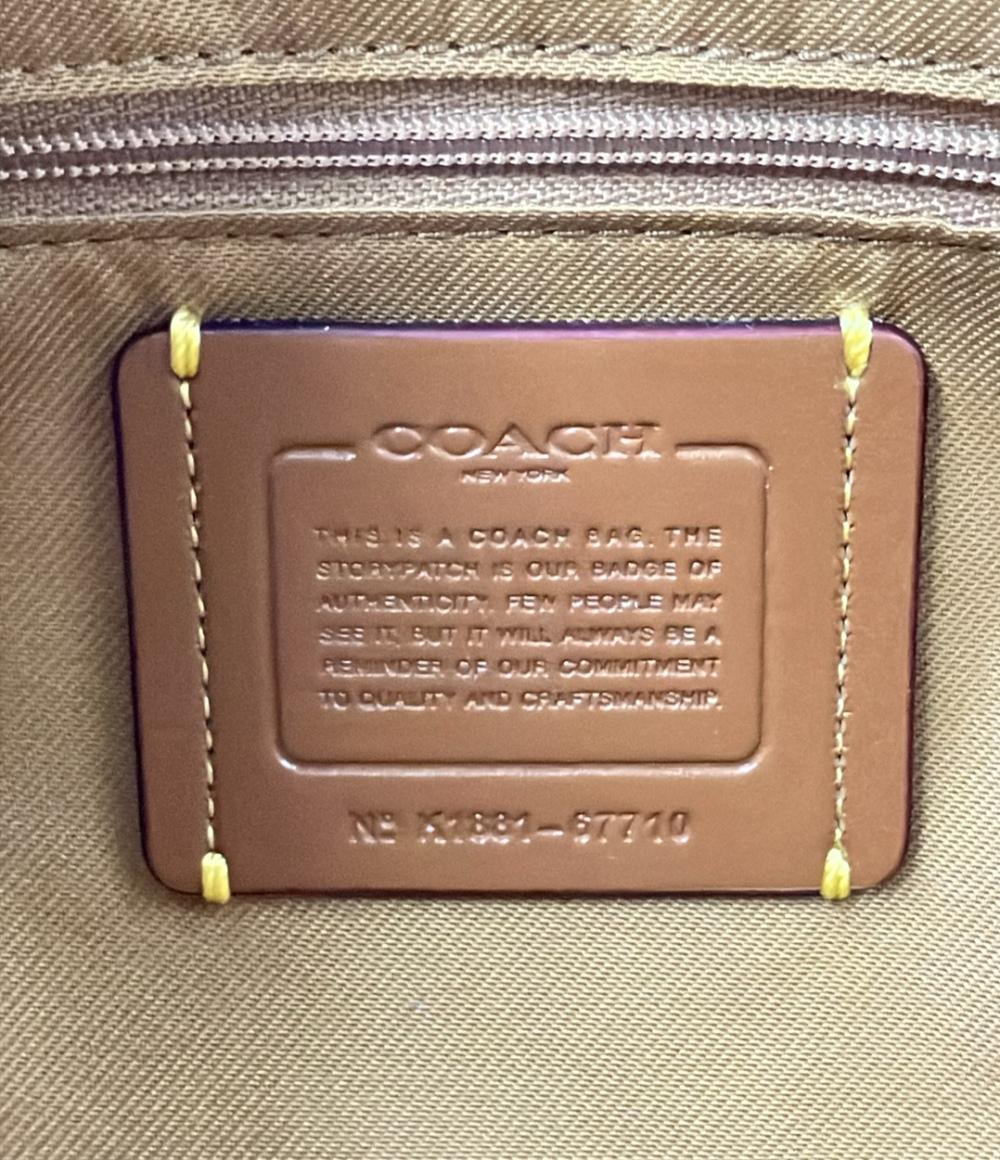 COACH
NEW YORK
THIS IS A COACH BAG. THE
STORYPATCH IS OUR BADGE OF
AUTHENTICITY. FEW PEOPLE MAY
SEE IT, BUT IT WILL ALWAYS BE A
REMINDER OF OUR COMMITMENT
TO QUALITY AND CRAFTSMANSHIP.
Nº K1881-67710